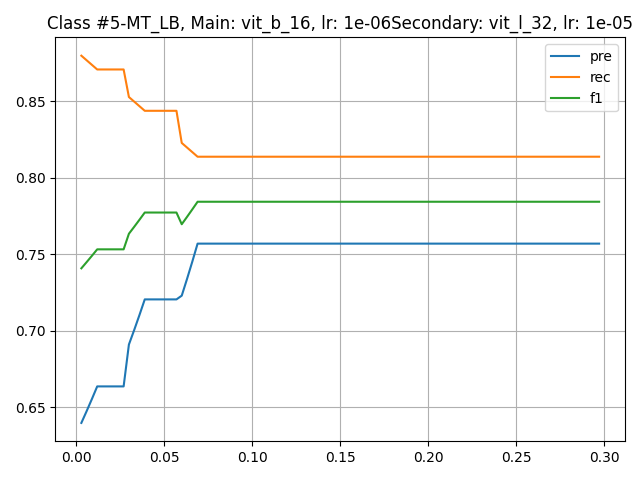 Class #5-MT_LB, Main: vit_b_16, lr: 1e-06Secondary: vit_l_32, lr: 1e-05
pre
rec
f1
0.85
0.80
0.75
0.70
0.65
0.00 0.05 0.10 0.15 0.20 0.25 0.30